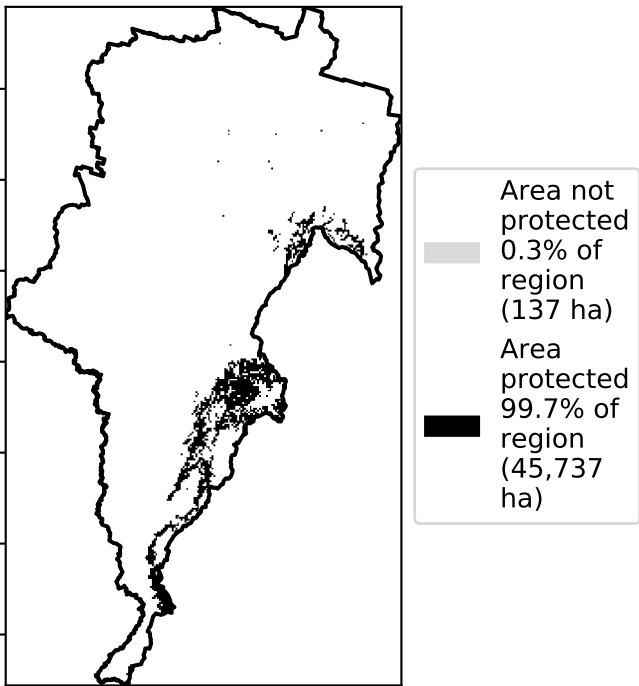 Area not
protected
0.3% of
region
(137 ha)
Area
protected
99.7% of
region
(45,737
ha)